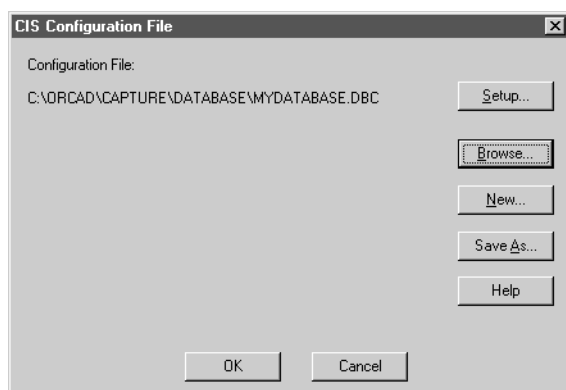 CIS Configuration File
Configuration File:
C:\ORCAD\CAPTURE\DATABASE\MYDATABASE.DBC
Setup...
Browse...
New...
Save As...
Help
OK
Cancel